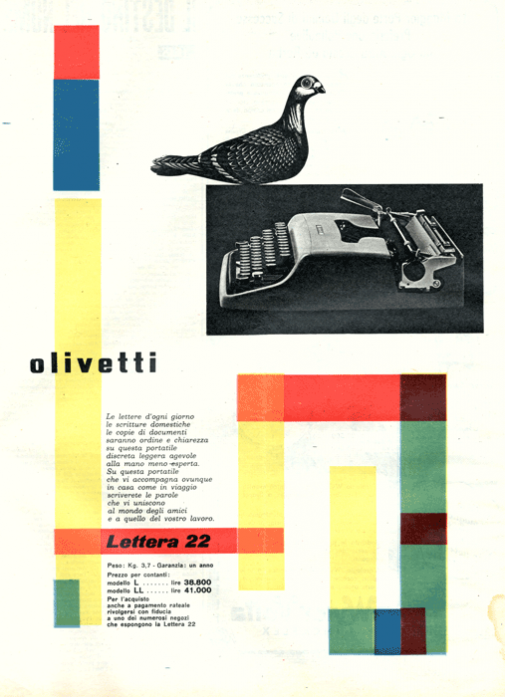 olivetti
Le lettere d'ogni giorno
le scritture domestiche
le copie di documenti
saranno ordine e chiarezza
su questa portatile
discreta leggera agevole
alla mano meno esperta.
Su questa portatile
che vi accompagna ovunque
in casa come in viaggio
scriverete le parole
che vi uniscono
al mondo degli amici
e a quello del vostro lavoro.
Lettera 22
Peso: Kg. 3,7 - Garanzia: un anno
Prezzo per contanti:
modello L ....... lire 38.800
modello LL ...... lire 41.000
Per l'acquisto
anche a pagamento rateale
rivolgersi con fiducia
a uno dei numerosi negozi
che espongono la Lettera 22